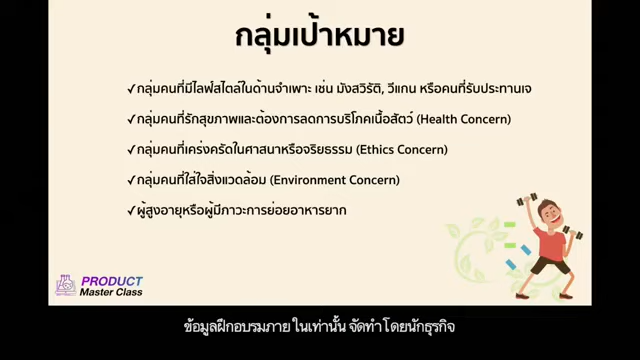 กลุ่มเป้าหมาย
✓กลุ่มคนที่มีไลฟ์สไตล์ในด้านจำเพาะ เช่น มังสวิรัติ, วีแกน หรือคนที่รับประทานเจ
✓กลุ่มคนที่รักสุขภาพและต้องการลดการบริโภคเนื้อสัตว์ (Health Concern)
✓กลุ่มคนที่เคร่งครัดในศาสนาหรือจริยธรรม (Ethics Concern)
✓กลุ่มคนที่ใส่ใจสิ่งแวดล้อม (Environment Concern)
✓ผู้สูงอายุหรือผู้มีภาวะการย่อยอาหารยาก
PRODUCT
Master Class
ข้อมูลฝึกอบรมภาย ในเท่านั้น จัดทำโดยนักธุรกิจ